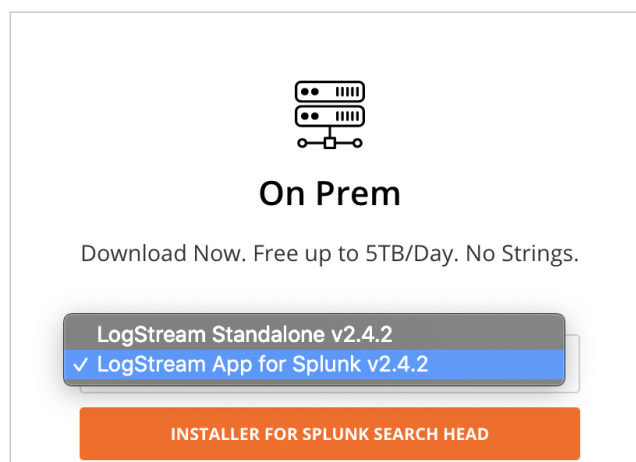 On Prem
Download Now. Free up to 5TB/Day. No Strings.
LogStream Standalone v2.4.2
✓ LogStream App for Splunk v2.4.2
INSTALLER FOR SPLUNK SEARCH HEAD